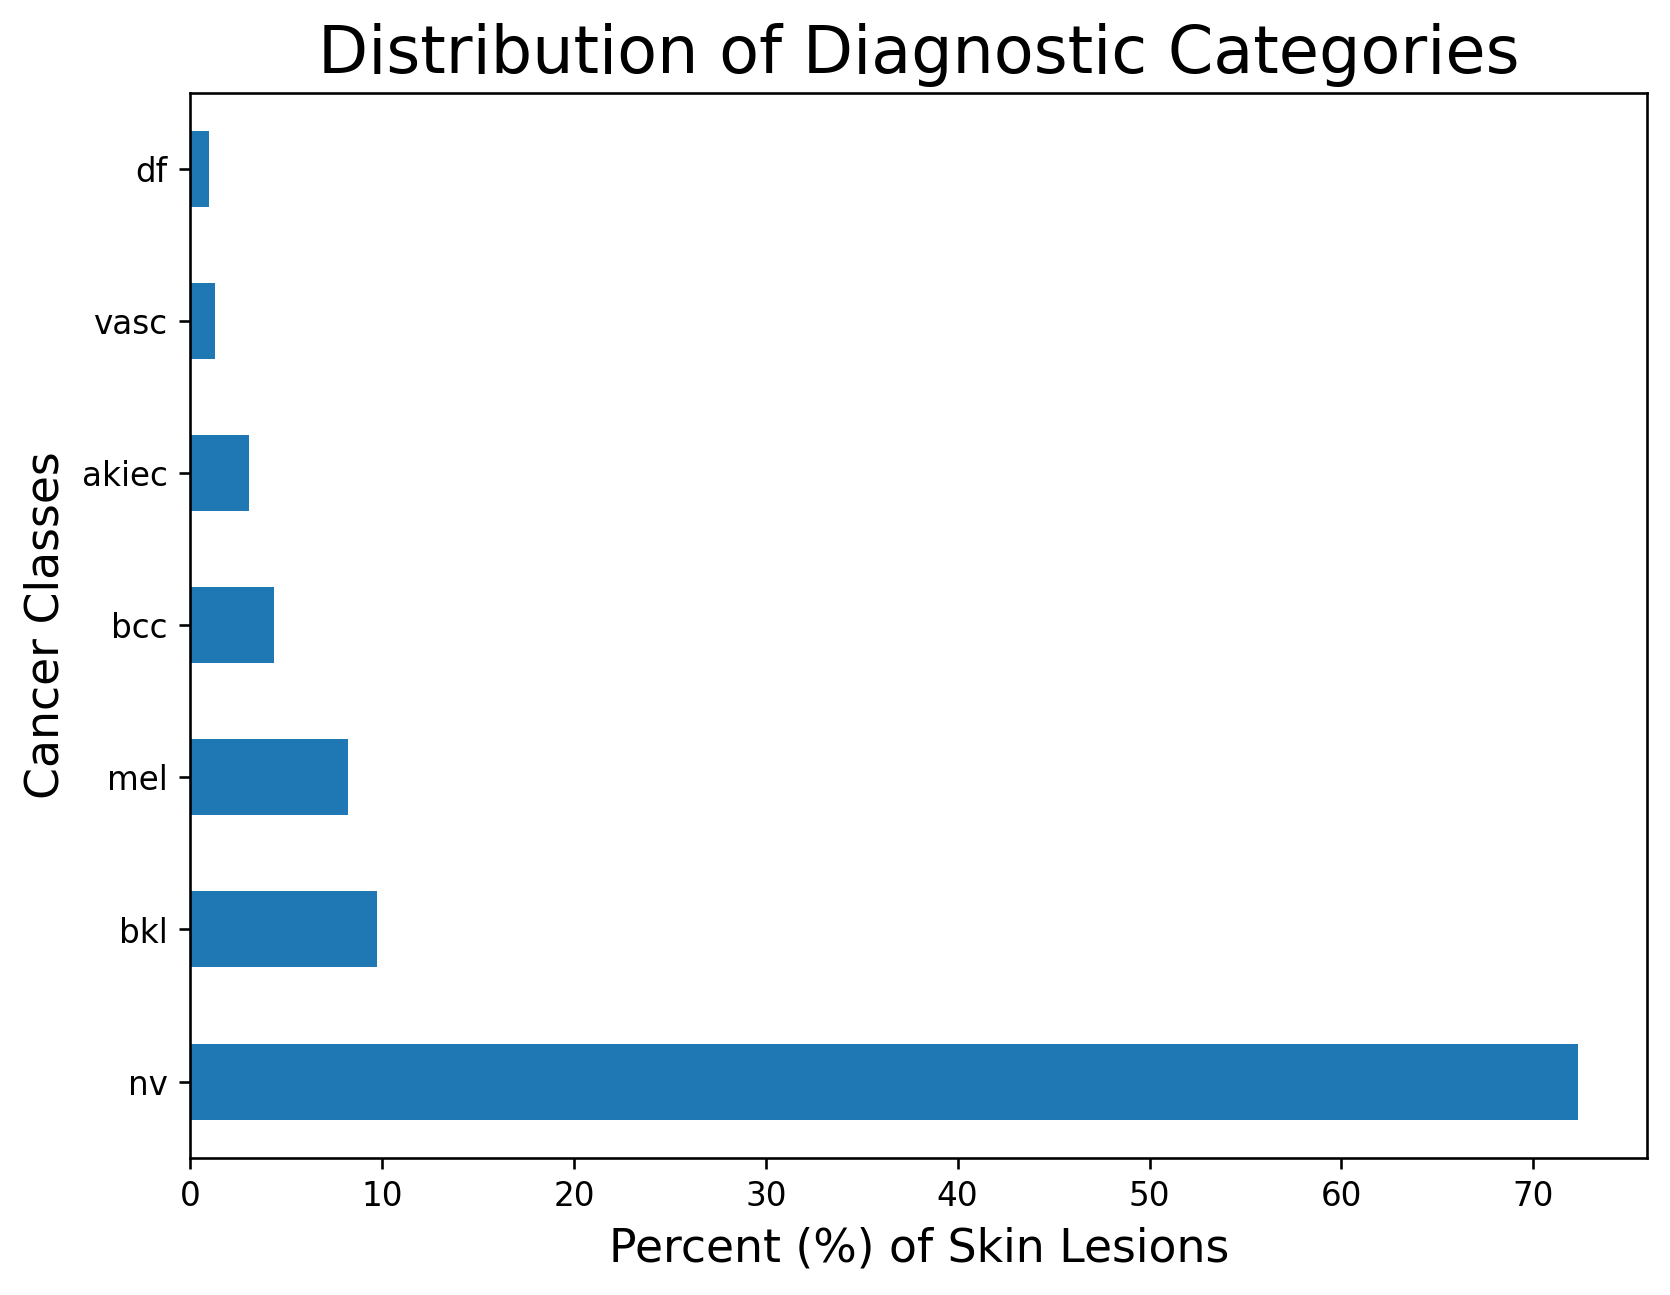 Distribution of Diagnostic Categories
df
vasc
akiec
bcc
mel
bkl
nv
Cancer Classes
0 10 20 30 40 50 60 70
Percent (%) of Skin Lesions